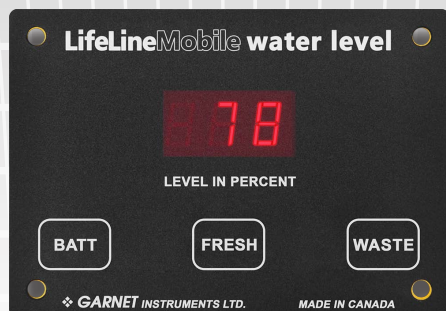 LifeLineMobile water level
78
LEVEL IN PERCENT
BATT FRESH WASTE
❖ GARNET INSTRUMENTS LTD. MADE IN CANADA